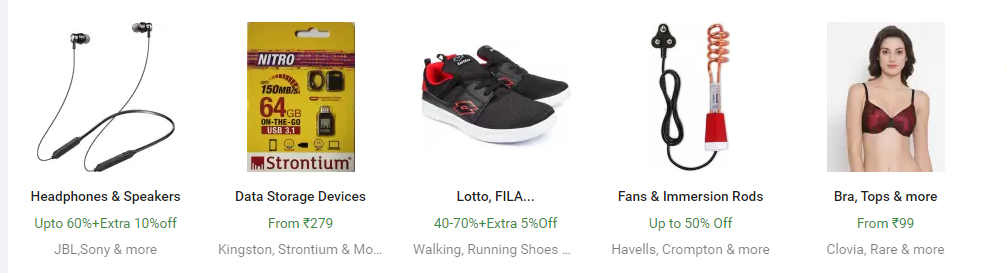 NITRO
150MB/s
64GB
ON-THE-GO
USB 3.1
Strontium
lotto
Headphones & Speakers
Upto 60%+Extra 10%off
JBL,Sony & more
Data Storage Devices
From ₹279
Kingston, Strontium & Mo...
Lotto, FILA...
40-70%+Extra 5%Off
Walking, Running Shoes ...
Fans & Immersion Rods
Up to 50% Off
Havells, Crompton & more
Bra, Tops & more
From ₹99
Clovia, Rare & more